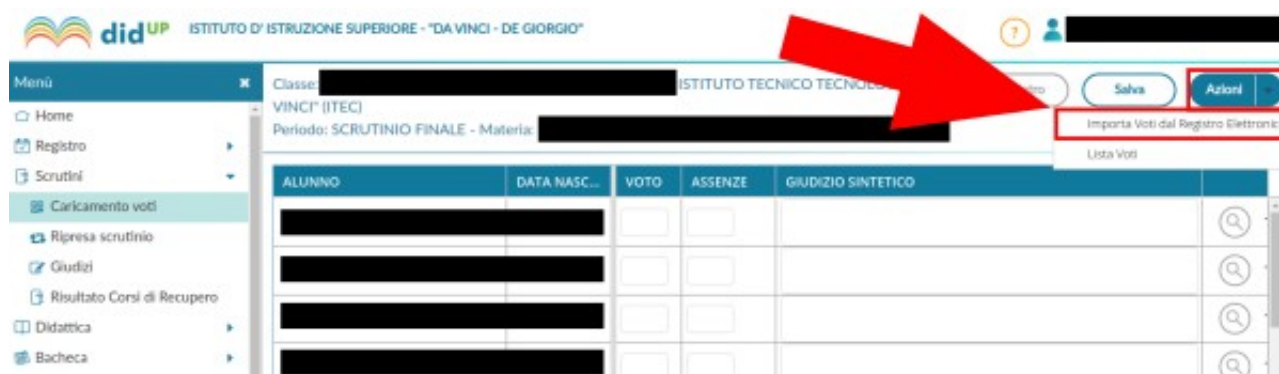 didUP ISTITUTO D' ISTRUZIONE SUPERIORE - "DA VINCI - DE GIORGIO"
?
Menù
Home
Registro
Scrutini
Caricamento voti
Ripresa scrutinio
Giudizi
Risultato Corsi di Recupero
Didattica
Bacheca
Classe: ISTITUTO TECNICO
VINCI" (ITEC)
Periodo: SCRUTINIO FINALE - Materia:
Salva
Azioni
Importa Voti dal Registro Elettronic
Lista Voti
ALUNNO DATA NASC... VOTO ASSENZE GIUDIZIO SINTETICO